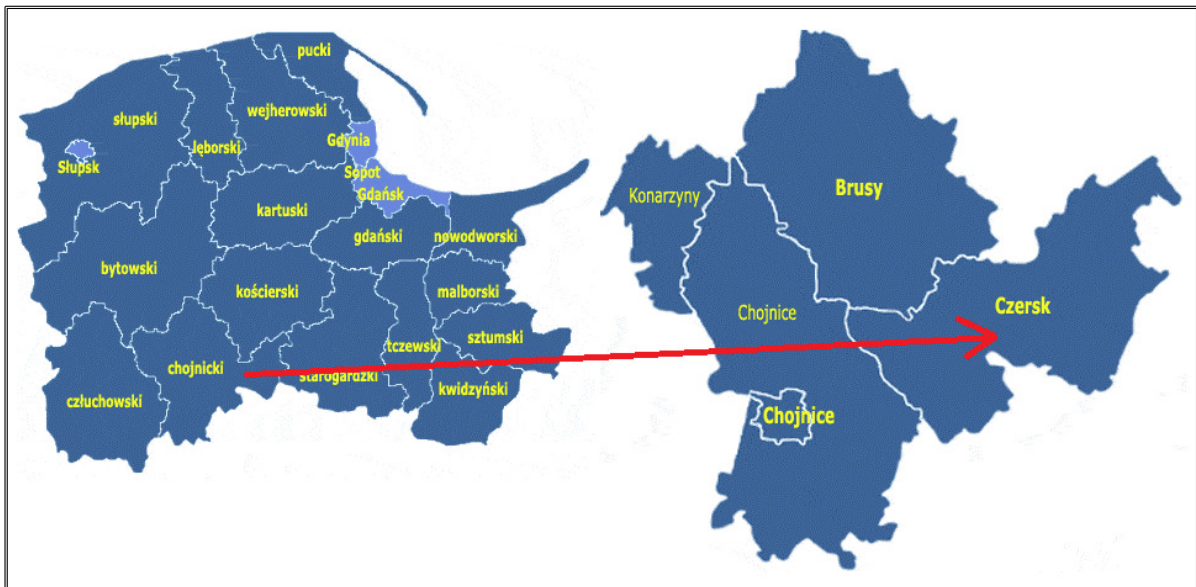 pucki
wejherowski
słupski
lęborski
Gdynia
Słupsk
Sopot
Gdańsk
kartuski
gdański
nowodworski
bytowski
kościerski
malborski
sztumski
tczewski
chojnicki
starogardzki
kwidzyński
człuchowski
Brusy
Konarzyny
Chojnice
Czersk
Chojnice